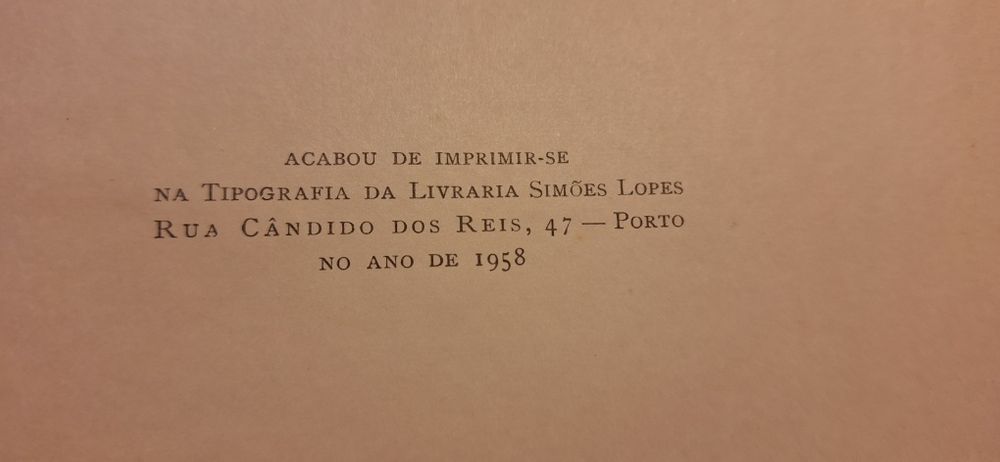 ACABOU DE IMPRIMIR-SE
NA TIPOGRAFIA DA LIVRARIA SIMÕES LOPES
RUA CÂNDIDO DOS REIS, 47 — PORTO
NO ANO DE 1958